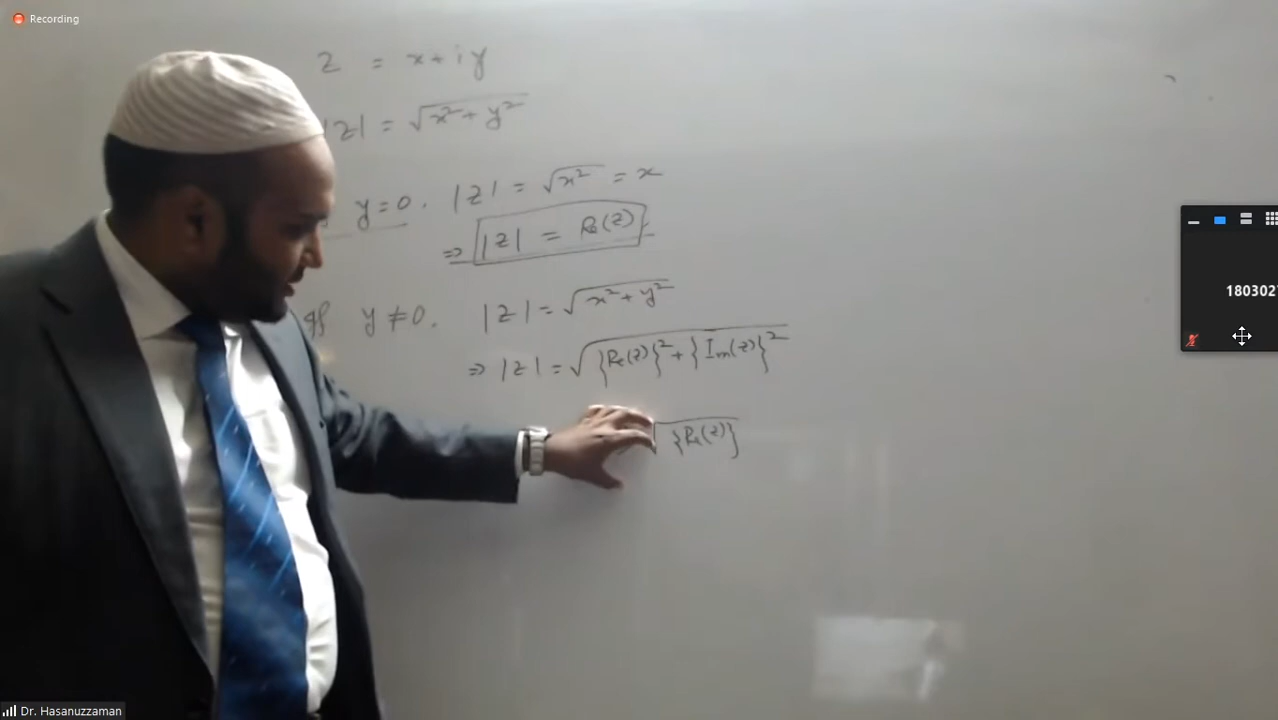 Recording
z = x + iy
|z| = √x² + y²
y=0. |z| = √x² = x
⇒ |z| = Re(z)
If y ≠ 0. |z| = √x² + y²
⇒ |z| = √{Re(z)}² + {Im(z)}²
√{Re(z)}
180302
Dr. Hasanuzzaman